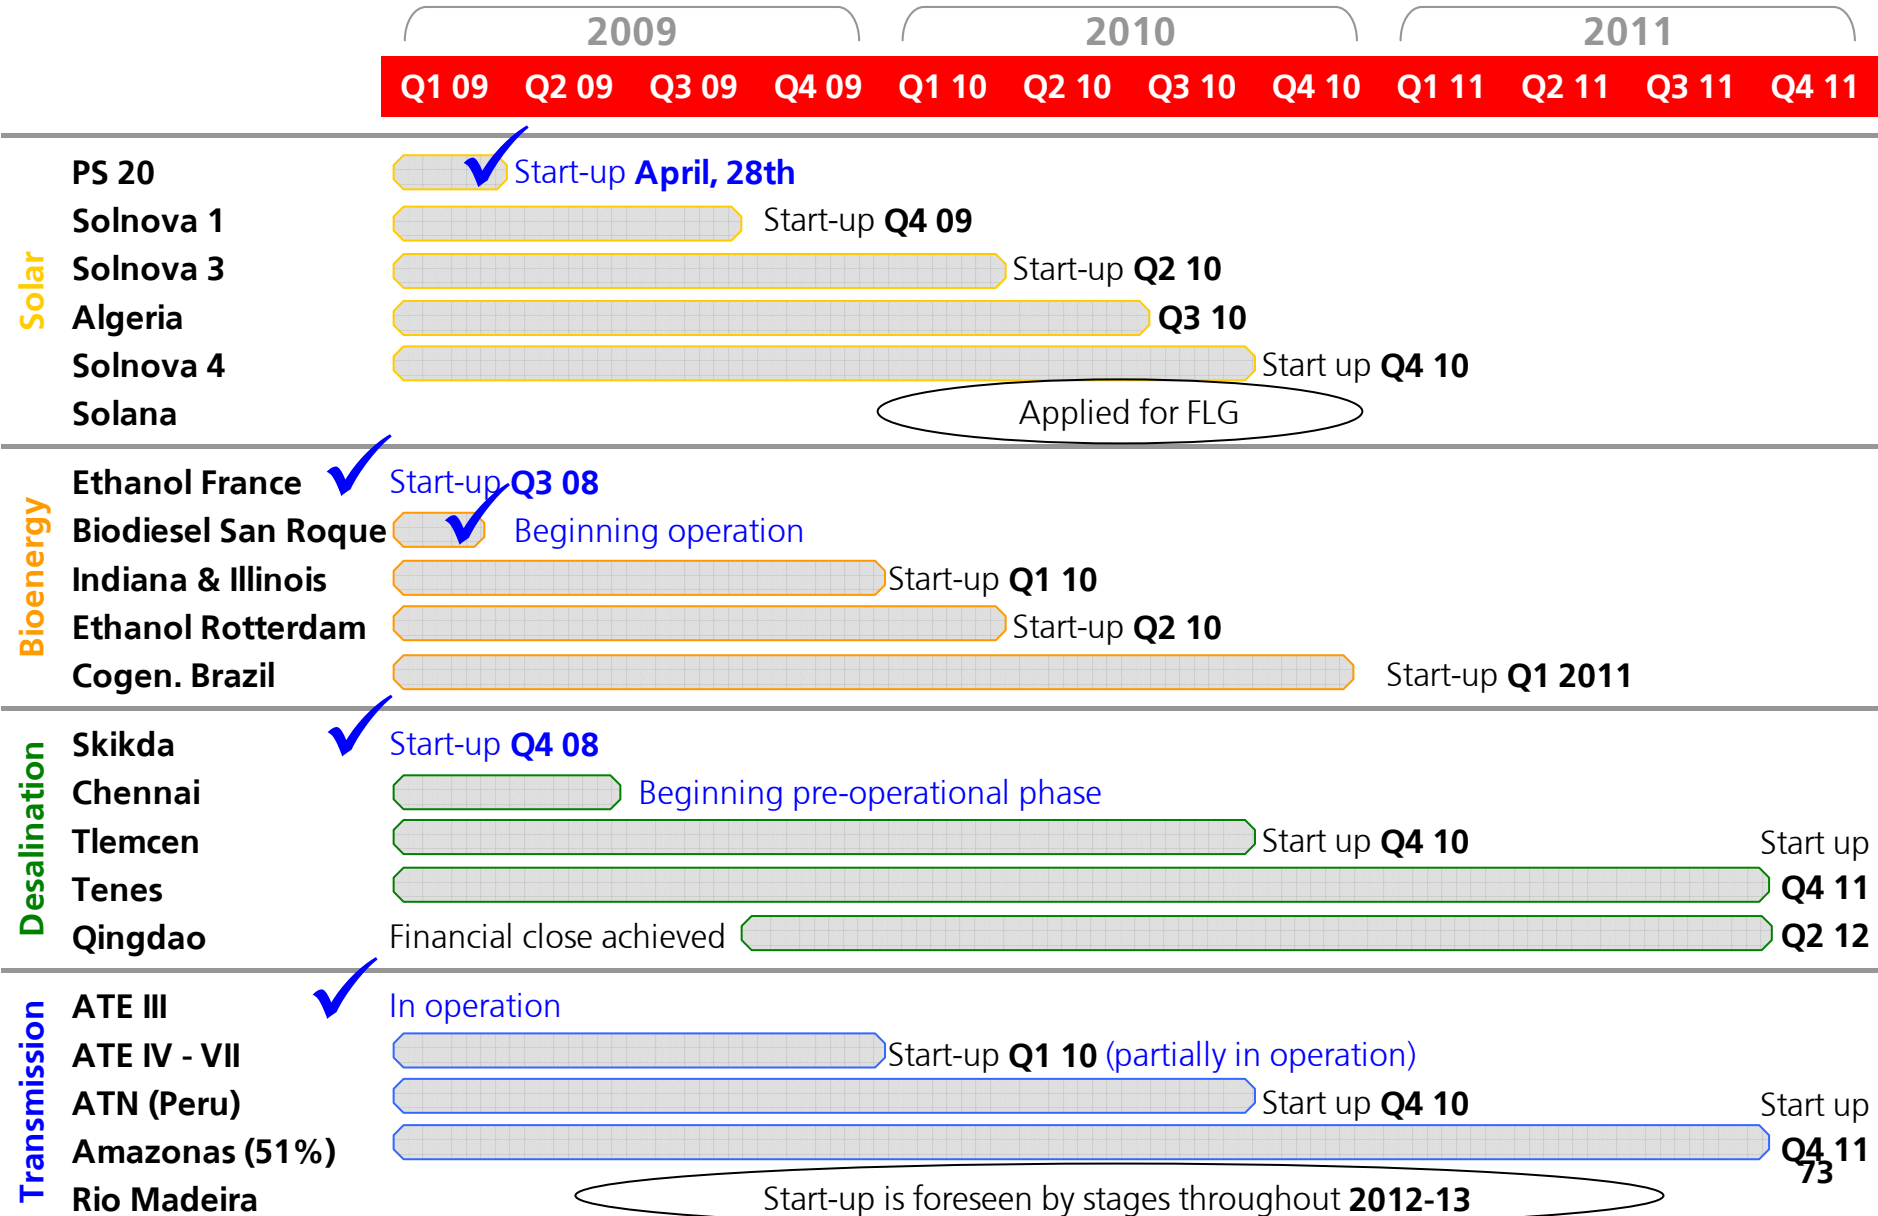 2009 2010 2011
Q1 09 Q2 09 Q3 09 Q4 09 Q1 10 Q2 10 Q3 10 Q4 10 Q1 11 Q2 11 Q3 11 Q4 11
Solar
PS 20 Start-up April, 28th
Solnova 1 Start-up Q4 09
Solnova 3 Start-up Q2 10
Algeria Q3 10
Solnova 4 Start up Q4 10
Solana Applied for FLG
Bioenergy
Ethanol France Start-up Q3 08
Biodiesel San Roque Beginning operation
Indiana & Illinois Start-up Q1 10
Ethanol Rotterdam Start-up Q2 10
Cogen. Brazil Start-up Q1 2011
Desalination
Skikda Start-up Q4 08
Chennai Beginning pre-operational phase
Tlemcen Start up Q4 10 Start up
Tenes Q4 11
Qingdao Financial close achieved Q2 12
Transmission
ATE III In operation
ATE IV - VII Start-up Q1 10 (partially in operation)
ATN (Peru) Start up Q4 10 Start up
Amazonas (51%) Q4 11
73
Rio Madeira Start-up is foreseen by stages throughout 2012-13